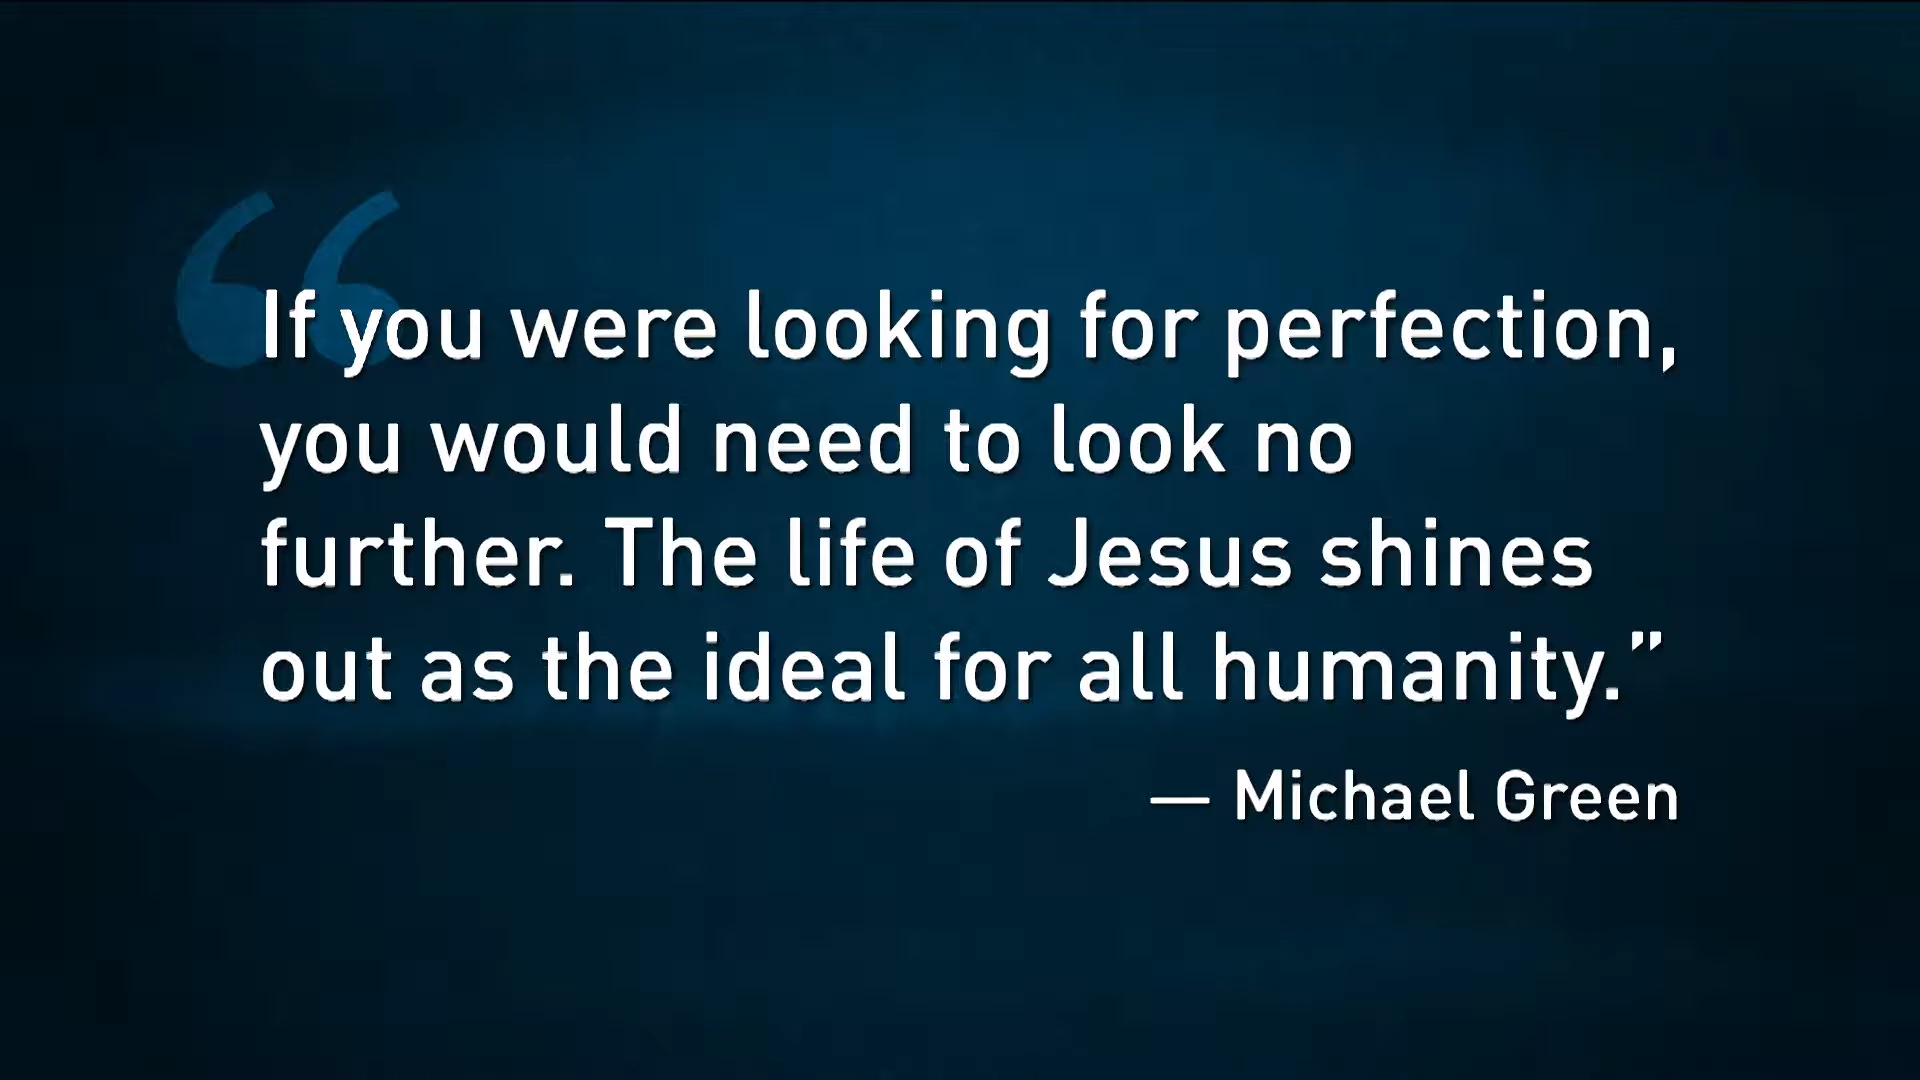 “If you were looking for perfection,
you would need to look no
further. The life of Jesus shines
out as the ideal for all humanity.”
— Michael Green